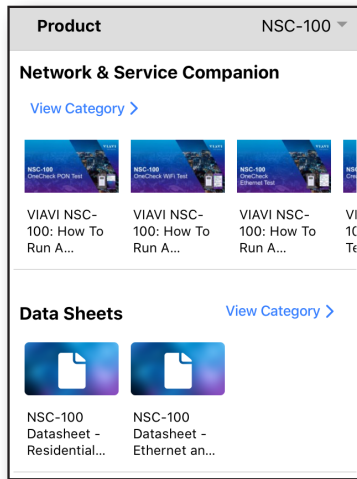 Product NSC-100
Network & Service Companion
View Category >
VIAVI
VIAVI
VIAVI
NSC-100
OneCheck PON Test
NSC-100
OneCheck WiFi Test
NSC-100
OneCheck
Ethernet Test
VIAVI NSC-
100: How To
Run A...
VIAVI NSC-
100: How To
Run A...
VIAVI NSC-
100: How To
Run A...
Data Sheets
View Category >
NSC-100
Datasheet -
Residential...
NSC-100
Datasheet -
Ethernet an...